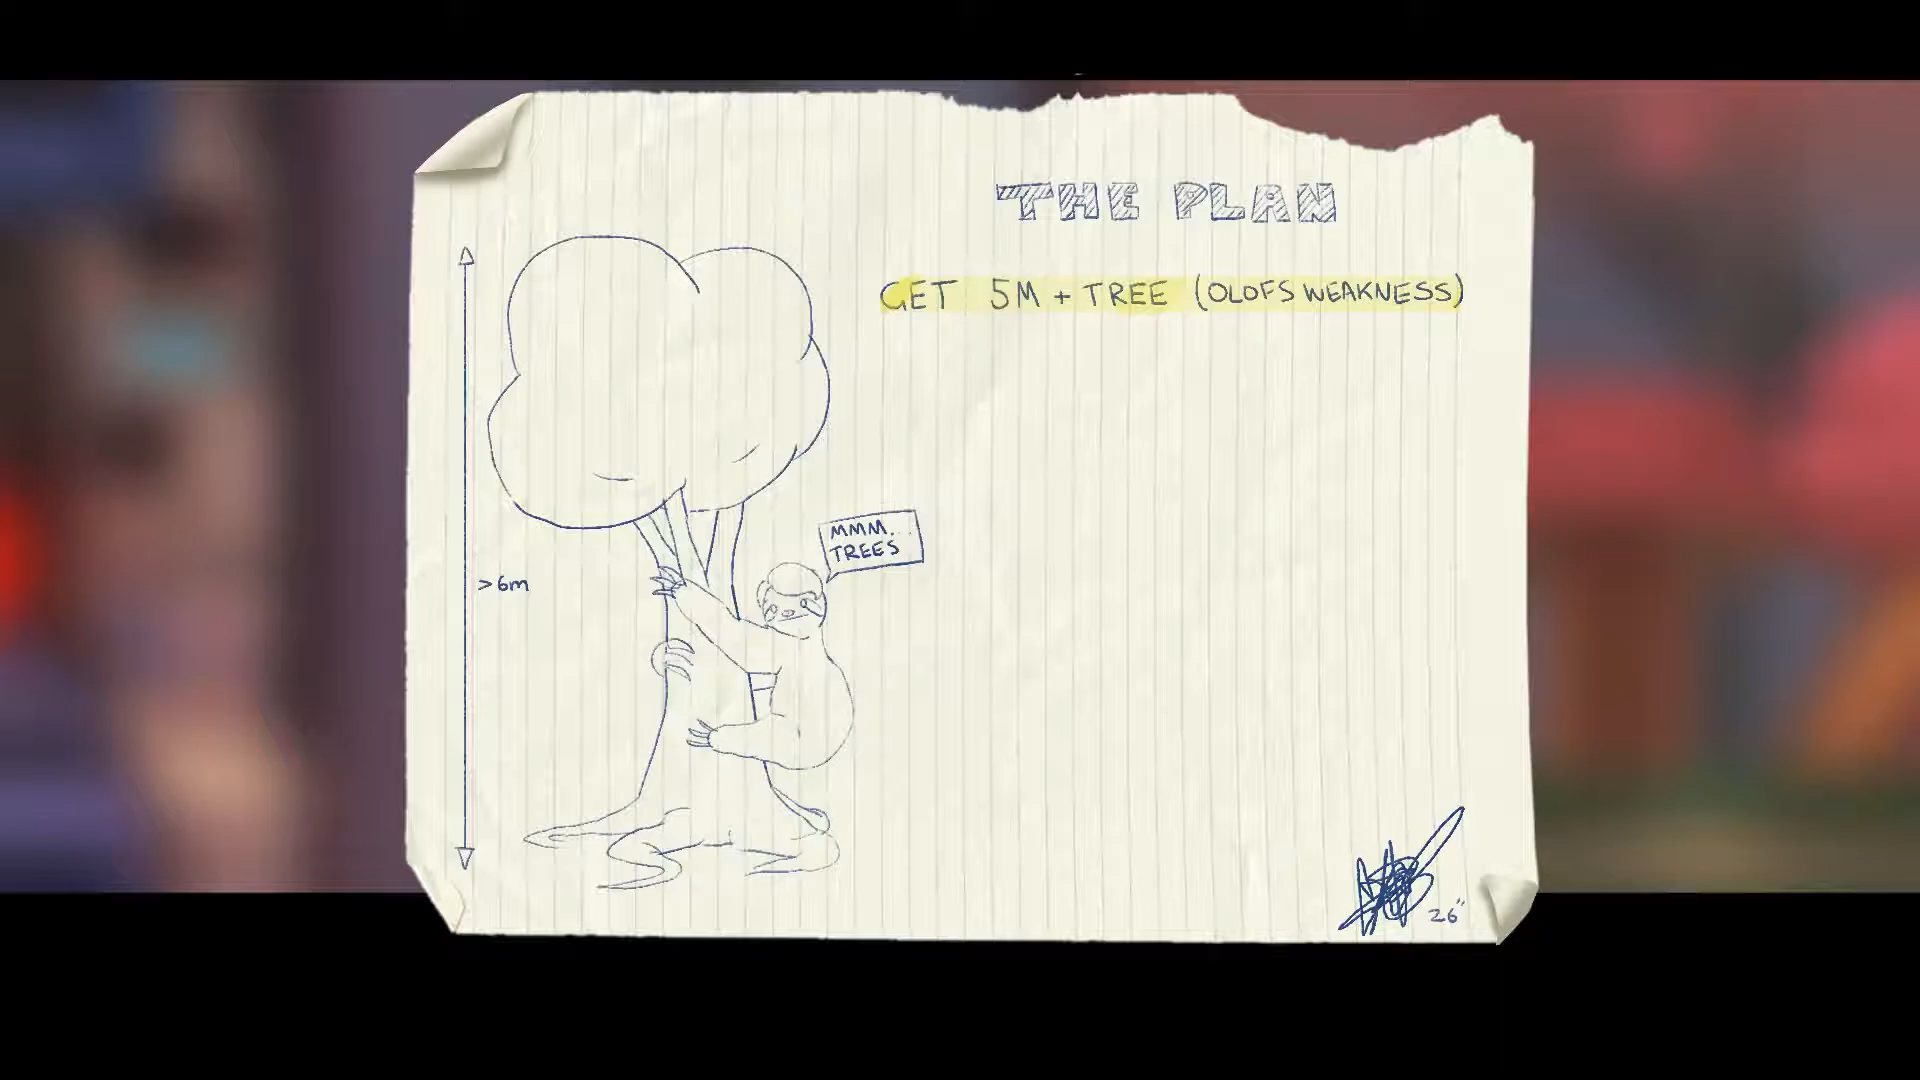 THE PLAN
GET 5M + TREE (OLOFS WEAKNESS)
MMM...
TREES
>6m
26"